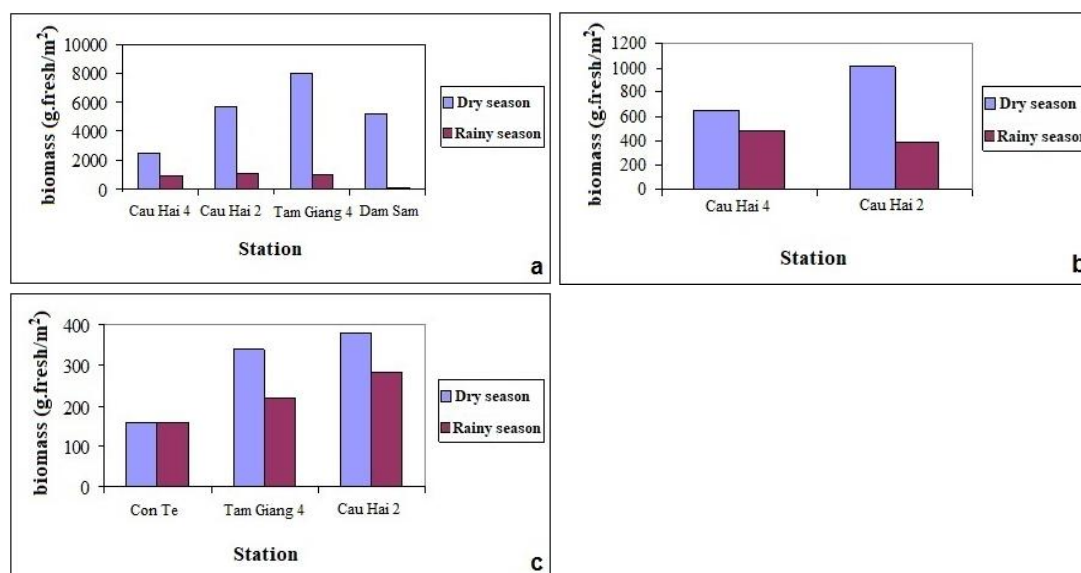 biomass (g.fresh/m²)
10000
8000
6000
4000
2000
0
Cau Hai 4 Cau Hai 2 Tam Giang 4 Dam Sam
Station
Dry season
Rainy season
a
biomass (g.fresh/m²)
1200
1000
800
600
400
200
0
Cau Hai 4 Cau Hai 2
Station
Dry season
Rainy season
b
biomass (g.fresh/m²)
400
300
200
100
0
Con Te Tam Giang 4 Cau Hai 2
Station
Dry season
Rainy season
c